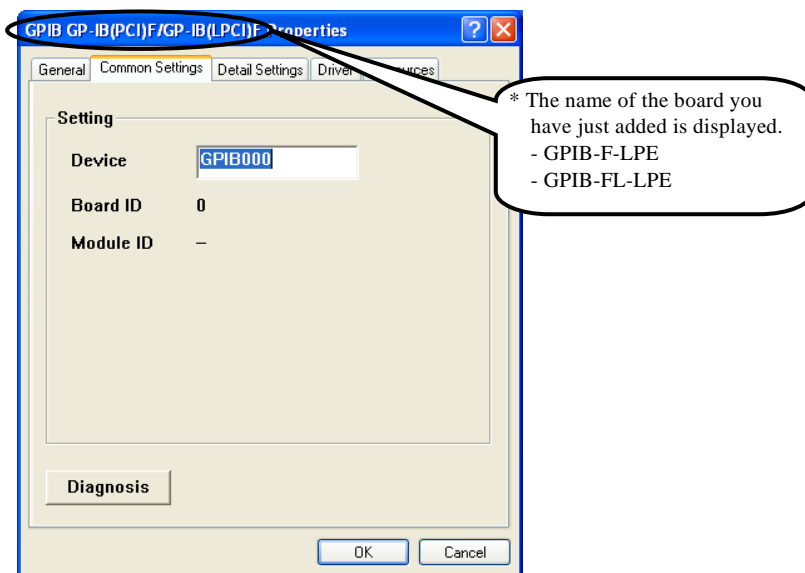 GPIB GP-IB(PCI)F/GP-IB(LPCI)F Properties
General Common Settings Detail Settings Driver
* The name of the board you
have just added is displayed.
- GPIB-F-LPE
- GPIB-FL-LPE
Setting
Device GPIB000
Board ID 0
Module ID –
Diagnosis
OK Cancel